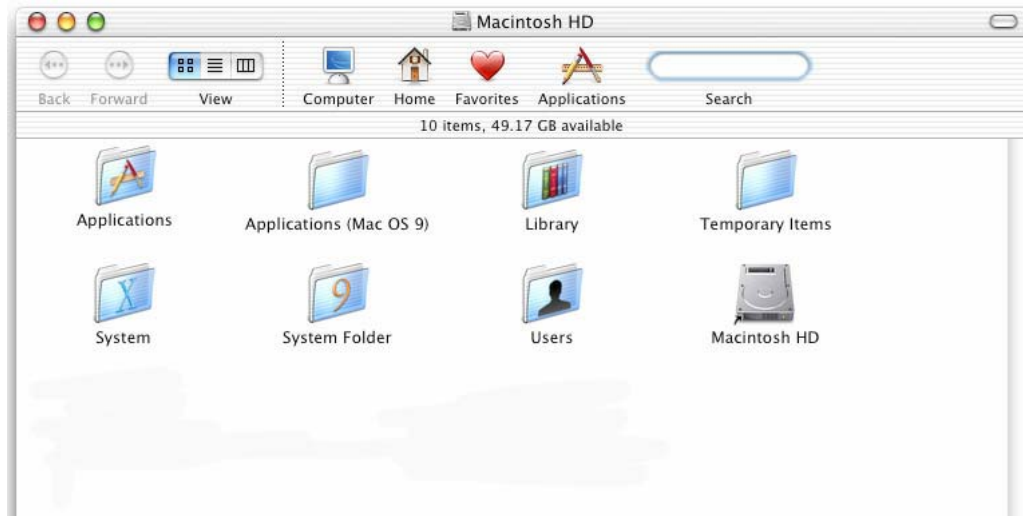 Macintosh HD
Back Forward View Computer Home Favorites Applications Search
10 items, 49.17 GB available
Applications Applications (Mac OS 9) Library Temporary Items
X 9
System System Folder Users Macintosh HD